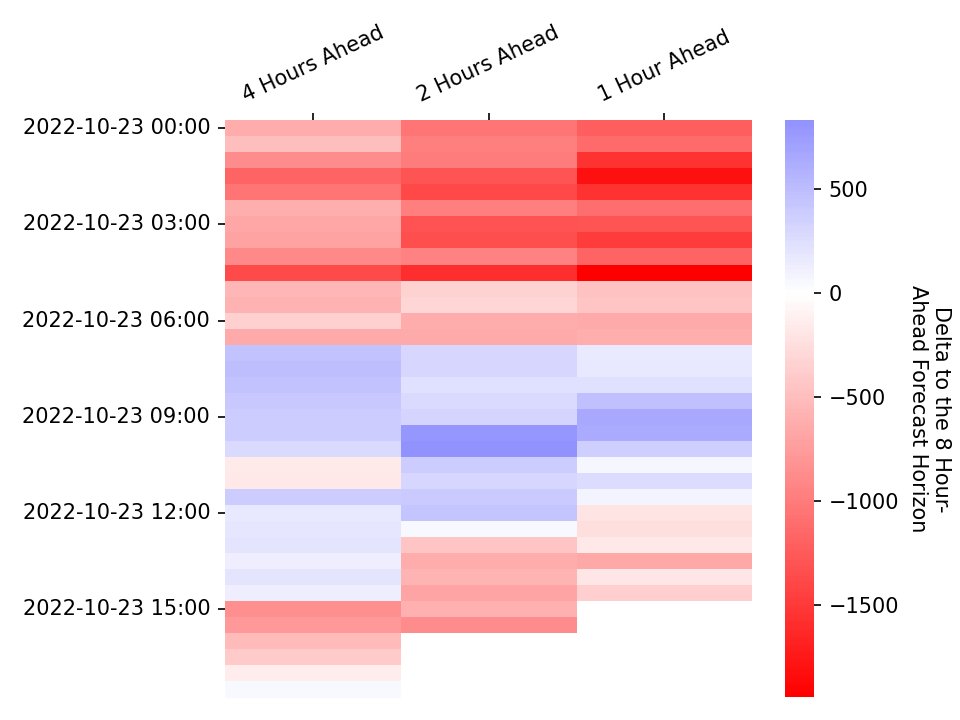 4 Hours Ahead
2 Hours Ahead
1 Hour Ahead
2022-10-23 00:00
2022-10-23 03:00
2022-10-23 06:00
2022-10-23 09:00
2022-10-23 12:00
2022-10-23 15:00
500
0
−500
−1000
−1500
Delta to the 8 Hour-
Ahead Forecast Horizon